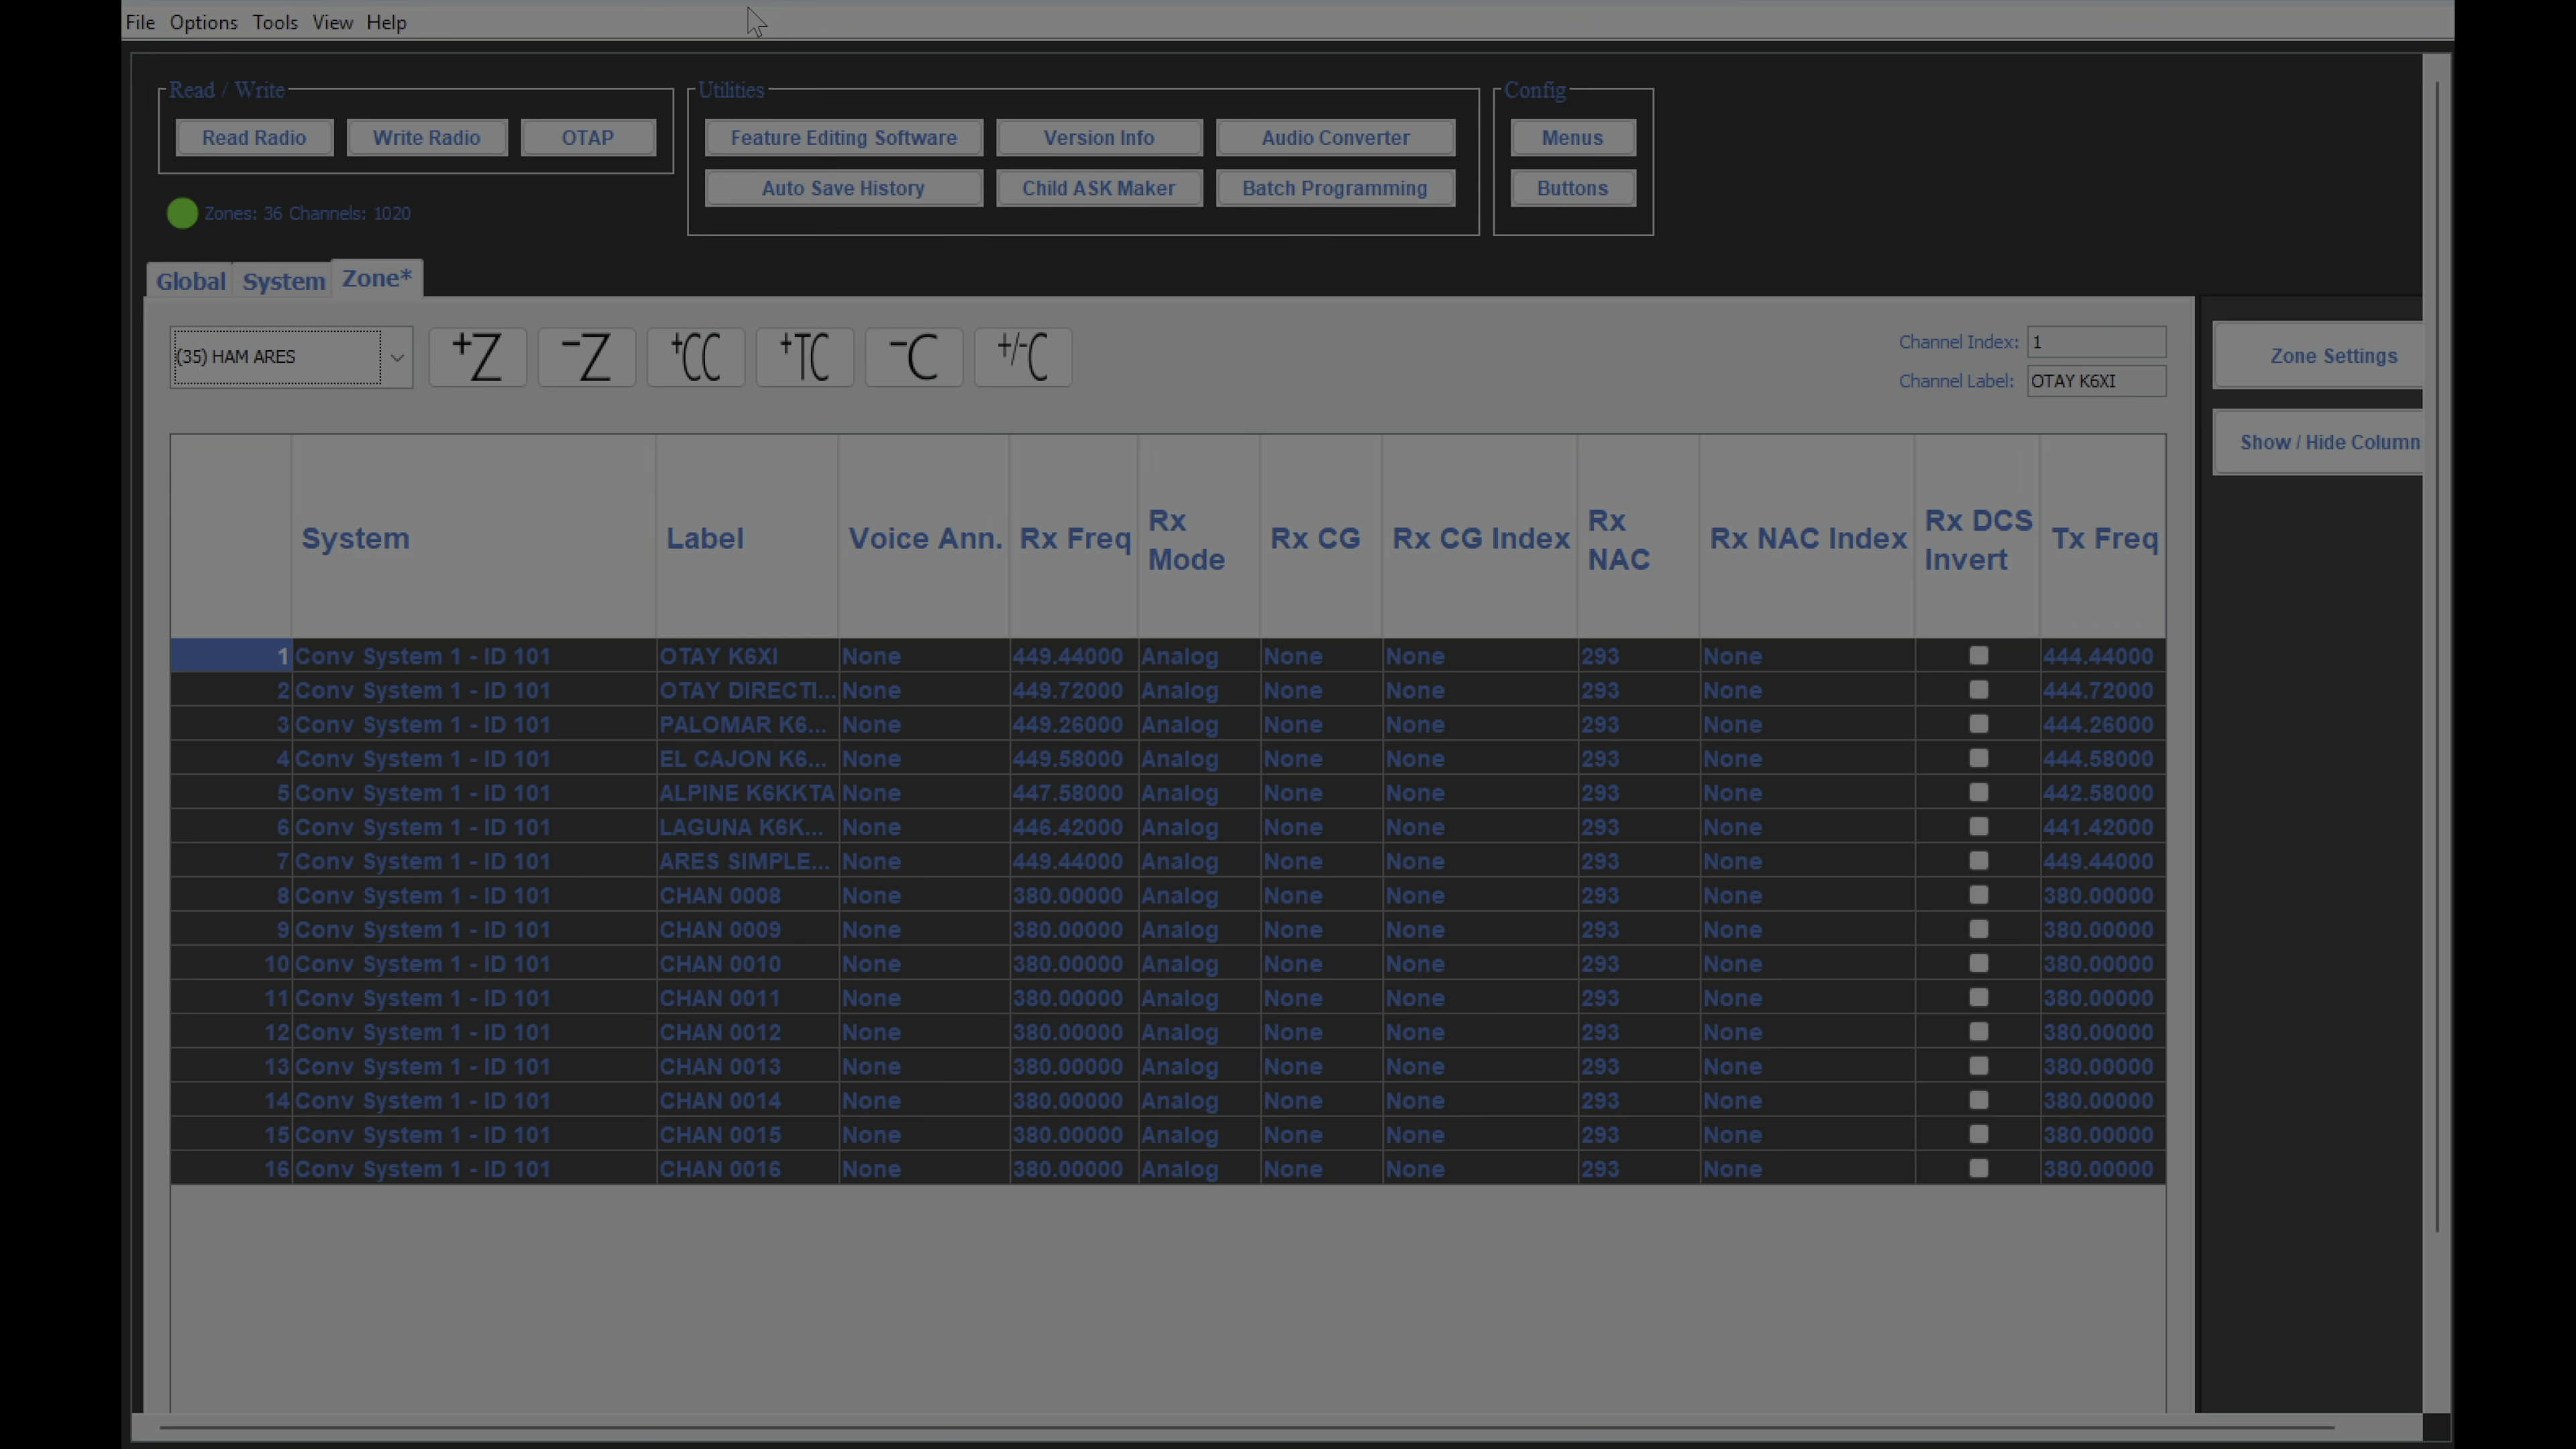 File Options Tools View Help
Read / Write
Utilities
Config
Read Radio Write Radio OTAP
Feature Editing Software Version Info Audio Converter
Menus
Auto Save History Child ASK Maker Batch Programming
Buttons
Zones: 36 Channels: 1020
Global System Zone*
(35) HAM ARES +Z -Z +CC +TC -C +/-C
Channel Index: 1
Channel Label: OTAY K6XI
Zone Settings
Show / Hide Column
System Label Voice Ann. Rx Freq Rx Mode Rx CG Rx CG Index Rx NAC Rx NAC Index Rx DCS Invert Tx Freq
1 Conv System 1 - ID 101 OTAY K6XI None 449.44000 Analog None None 293 None 444.44000
2 Conv System 1 - ID 101 OTAY DIRECTI... None 449.72000 Analog None None 293 None 444.72000
3 Conv System 1 - ID 101 PALOMAR K6... None 449.26000 Analog None None 293 None 444.26000
4 Conv System 1 - ID 101 EL CAJON K6... None 449.58000 Analog None None 293 None 444.58000
5 Conv System 1 - ID 101 ALPINE K6KKTA None 447.58000 Analog None None 293 None 442.58000
6 Conv System 1 - ID 101 LAGUNA K6K... None 446.42000 Analog None None 293 None 441.42000
7 Conv System 1 - ID 101 ARES SIMPLE... None 449.44000 Analog None None 293 None 449.44000
8 Conv System 1 - ID 101 CHAN 0008 None 380.00000 Analog None None 293 None 380.00000
9 Conv System 1 - ID 101 CHAN 0009 None 380.00000 Analog None None 293 None 380.00000
10 Conv System 1 - ID 101 CHAN 0010 None 380.00000 Analog None None 293 None 380.00000
11 Conv System 1 - ID 101 CHAN 0011 None 380.00000 Analog None None 293 None 380.00000
12 Conv System 1 - ID 101 CHAN 0012 None 380.00000 Analog None None 293 None 380.00000
13 Conv System 1 - ID 101 CHAN 0013 None 380.00000 Analog None None 293 None 380.00000
14 Conv System 1 - ID 101 CHAN 0014 None 380.00000 Analog None None 293 None 380.00000
15 Conv System 1 - ID 101 CHAN 0015 None 380.00000 Analog None None 293 None 380.00000
16 Conv System 1 - ID 101 CHAN 0016 None 380.00000 Analog None None 293 None 380.00000